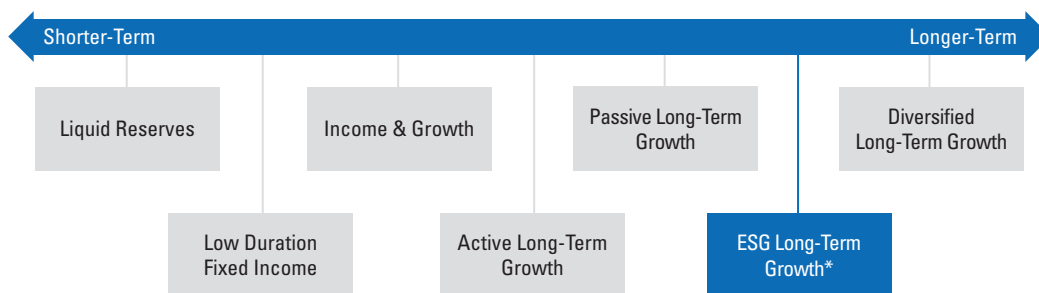 Shorter-Term
Longer-Term
Liquid Reserves
Income & Growth
Passive Long-Term
Growth
Diversified
Long-Term Growth
Low Duration
Fixed Income
Active Long-Term
Growth
ESG Long-Term
Growth*